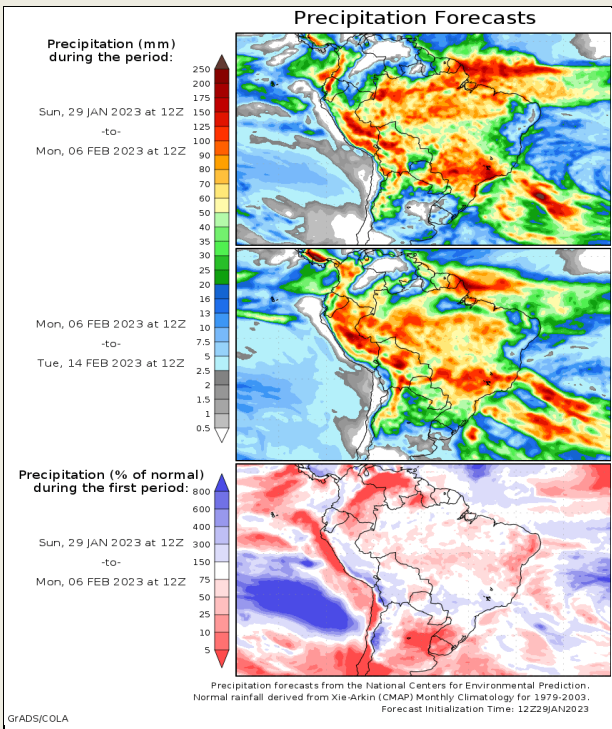 Precipitation Forecasts
Precipitation (mm)
during the period:
Sun, 29 JAN 2023 at 12Z
-to-
Mon, 06 FEB 2023 at 12Z
250
200
175
150
125
100
90
80
70
60
50
40
35
30
25
20
16
13
10
7.5
5
2.5
2
1.5
1
0.5
Mon, 06 FEB 2023 at 12Z
-to-
Tue, 14 FEB 2023 at 12Z
Precipitation (% of normal)
during the first period:
Sun, 29 JAN 2023 at 12Z
-to-
Mon, 06 FEB 2023 at 12Z
800
600
400
300
150
75
50
25
10
5
Precipitation forecasts from the National Centers for Environmental Prediction.
Normal rainfall derived from Xie-Arkin (CMAP) Monthly Climatology for 1979-2003.
Forecast Initialization Time: 12Z29JAN2023
GrADS/COLA